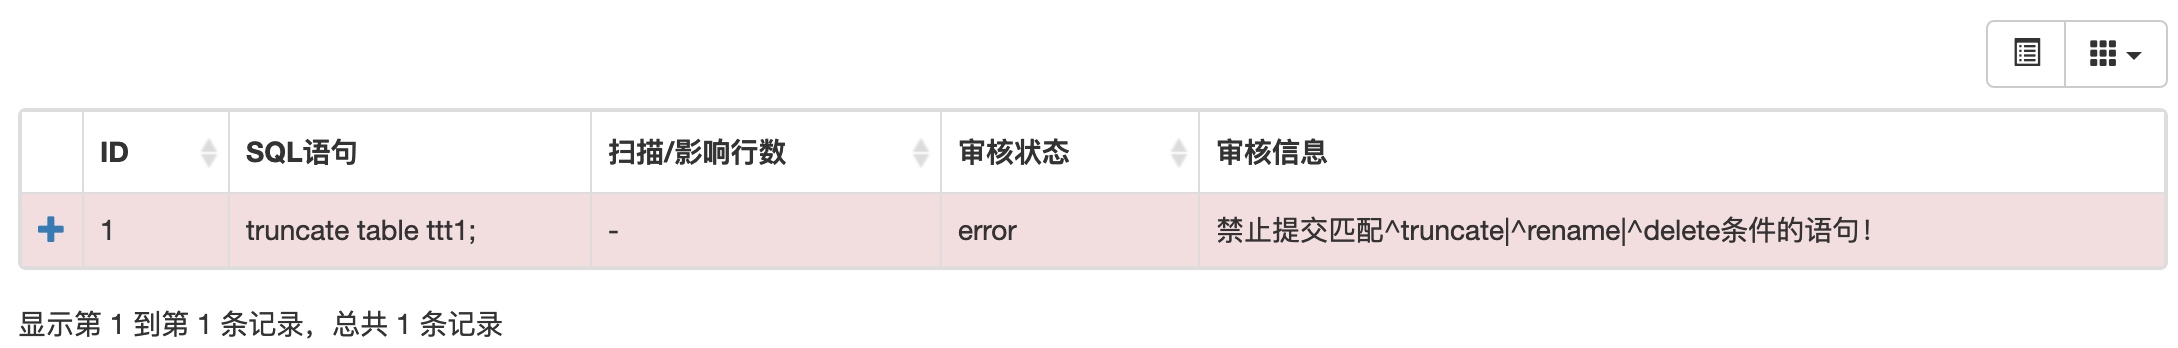 ID SQL语句 扫描/影响行数 审核状态 审核信息
1 truncate table ttt1; - error 禁止提交匹配^truncate|^rename|^delete条件的语句！
显示第 1 到第 1 条记录，总共 1 条记录